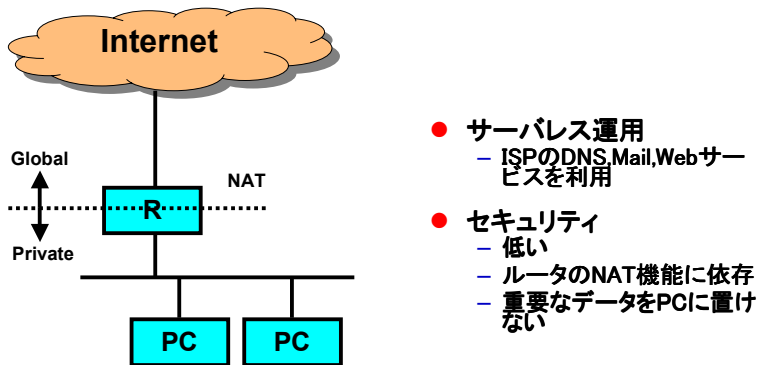 Internet
Global
NAT
R
Private
PC
PC
● サーバレス運用
– ISPのDNS,Mail,Webサー
ビスを利用
● セキュリティ
– 低い
– ルータのNAT機能に依存
– 重要なデータをPCに置け
ない